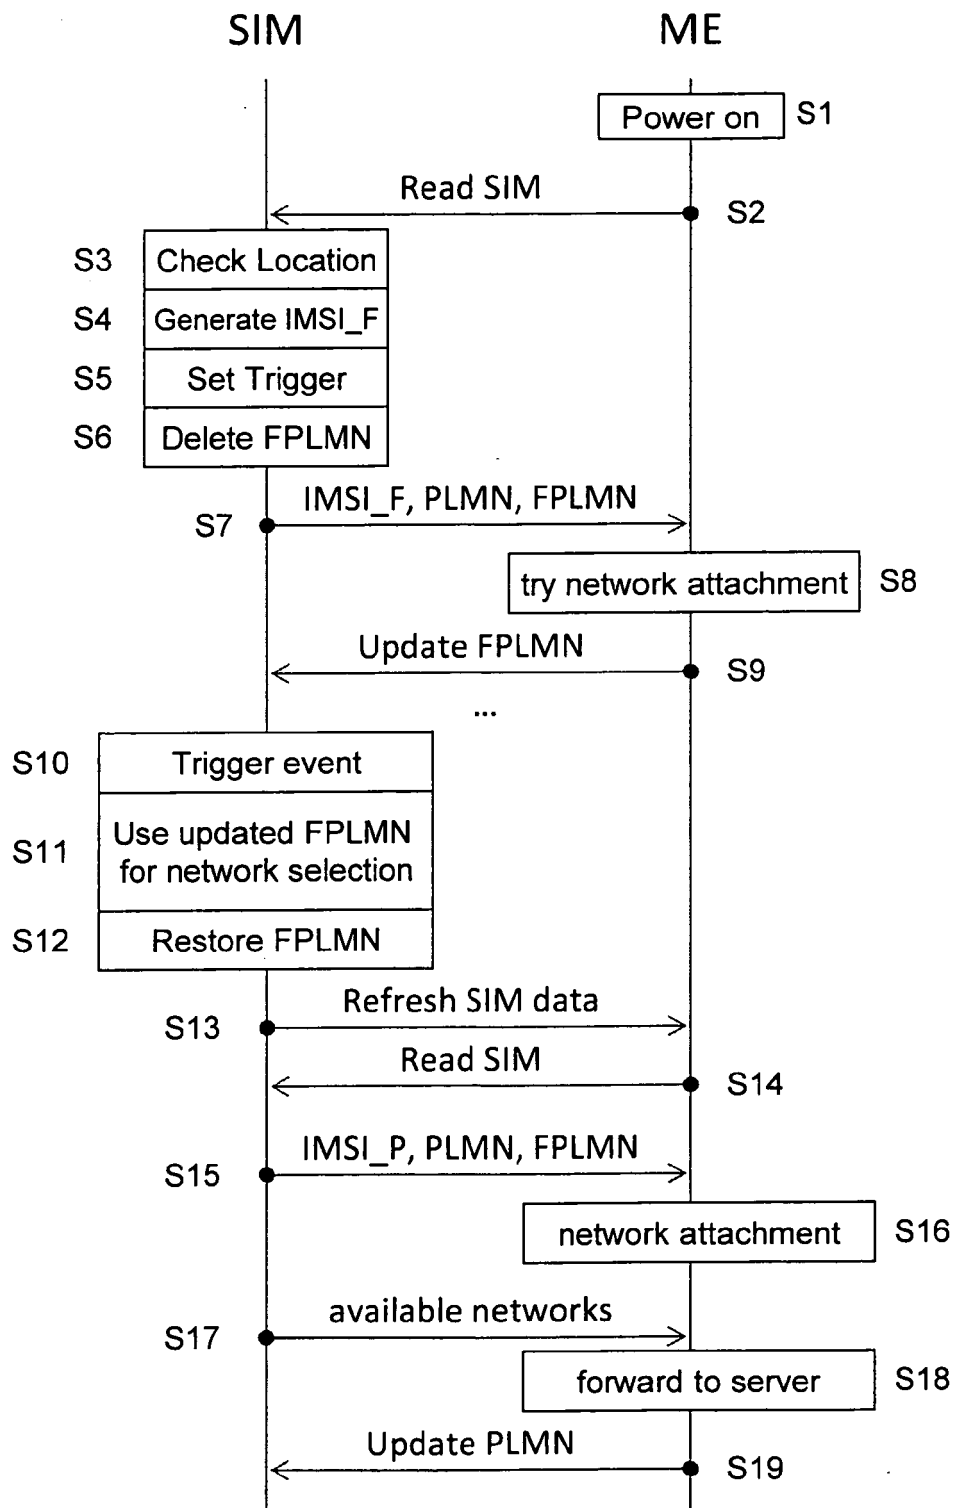 SIM ME
Power on S1
Read SIM
S2
S3 Check Location
S4 Generate IMSI_F
S5 Set Trigger
S6 Delete FPLMN
IMSI_F, PLMN, FPLMN
S7
try network attachment S8
Update FPLMN
S9
...
S10 Trigger event
Use updated FPLMN
S11
for network selection
S12 Restore FPLMN
Refresh SIM data
S13
Read SIM
S14
IMSI_P, PLMN, FPLMN
S15
network attachment S16
available networks
S17
forward to server S18
Update PLMN
S19